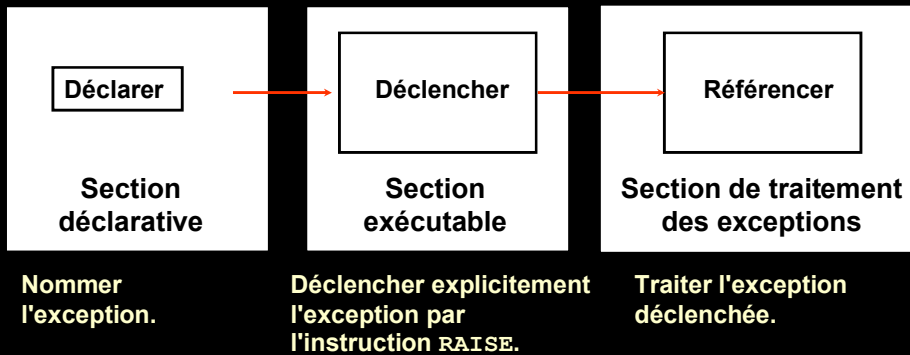 Déclarer
Déclencher
Référencer
Section
déclarative
Section
exécutable
Section de traitement
des exceptions
Nommer
l'exception.
Déclencher explicitement
l'exception par
l'instruction RAISE.
Traiter l'exception
déclenchée.